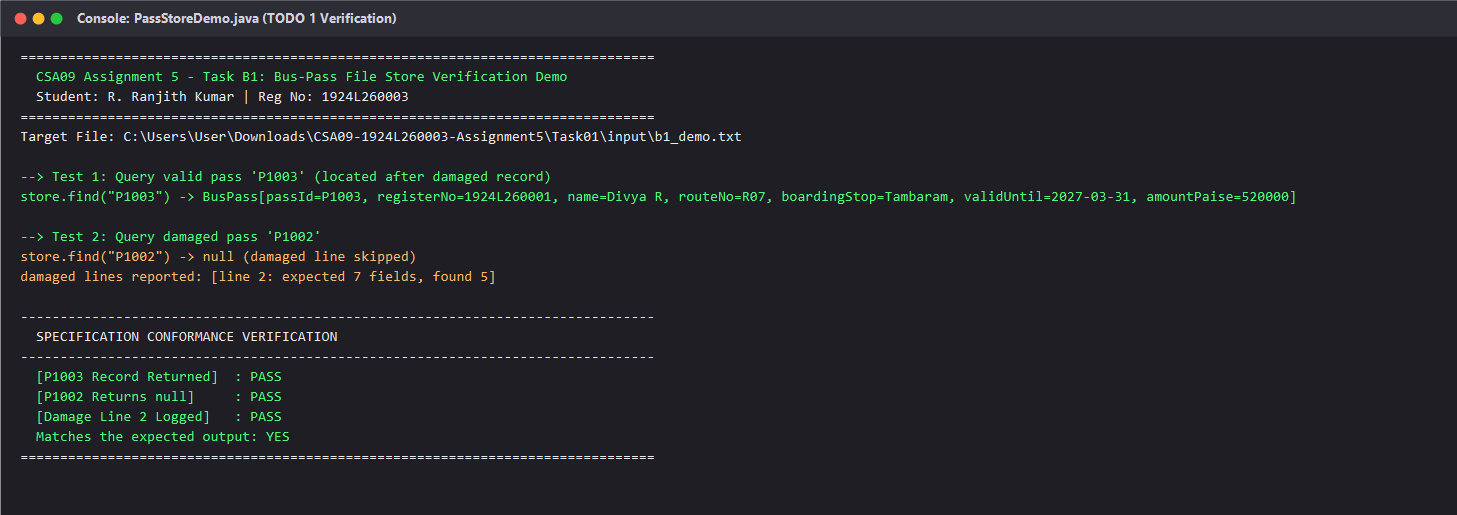 Console: PassStoreDemo.java (TODO 1 Verification)
================================================================================
  CSA09 Assignment 5 - Task B1: Bus-Pass File Store Verification Demo
  Student: R. Ranjith Kumar | Reg No: 1924L260003
================================================================================
Target File: C:\Users\User\Downloads\CSA09-1924L260003-Assignment5\Task01\input\b1_demo.txt

--> Test 1: Query valid pass 'P1003' (located after damaged record)
store.find("P1003") -> BusPass[passId=P1003, registerNo=1924L260001, name=Divya R, routeNo=R07, boardingStop=Tambaram, validUntil=2027-03-31, amountPaise=520000]

--> Test 2: Query damaged pass 'P1002'
store.find("P1002") -> null (damaged line skipped)
damaged lines reported: [line 2: expected 7 fields, found 5]

--------------------------------------------------------------------------------
  SPECIFICATION CONFORMANCE VERIFICATION
--------------------------------------------------------------------------------
  [P1003 Record Returned]  : PASS
  [P1002 Returns null]     : PASS
  [Damage Line 2 Logged]   : PASS
  Matches the expected output: YES
================================================================================